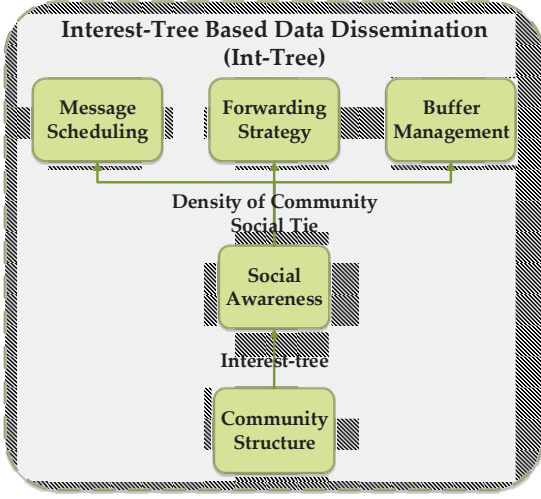 Interest-Tree Based Data Dissemination
(Int-Tree)
Message
Scheduling
Forwarding
Strategy
Buffer
Management
Density of Community
Social Tie
Social
Awareness
Interest-tree
Community
Structure